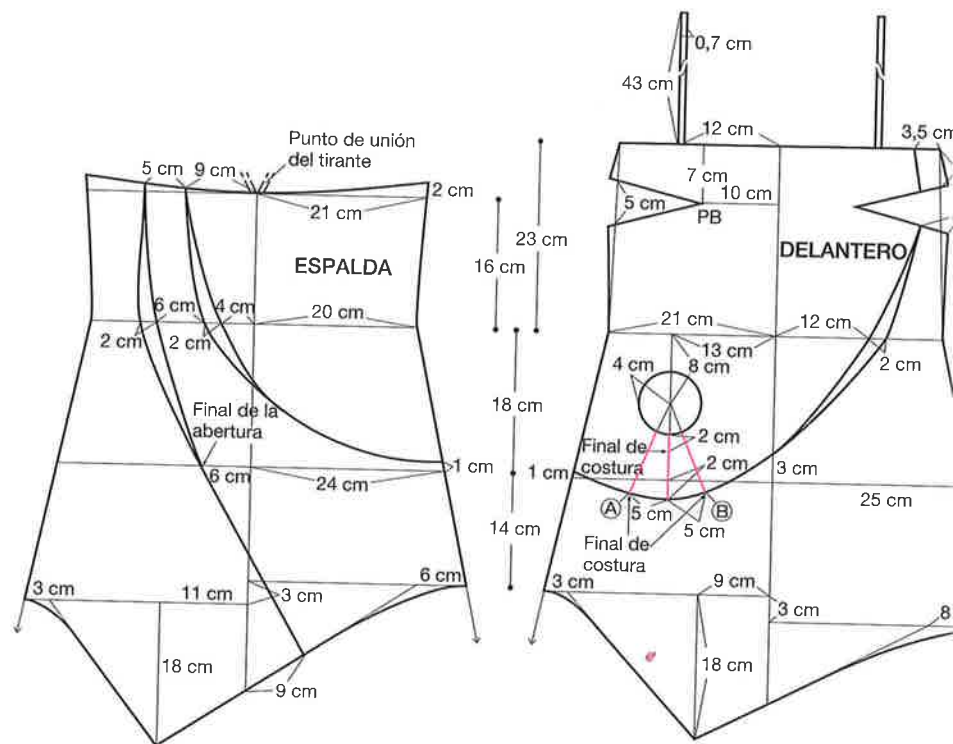 0,7 cm
43 cm
Punto de unión
del tirante
5 cm
9 cm
2 cm
21 cm
ESPALDA
6 cm
4 cm
20 cm
2 cm
2 cm
Final de la
abertura
6 cm
24 cm
1 cm
3 cm
11 cm
3 cm
6 cm
18 cm
9 cm
23 cm
16 cm
18 cm
14 cm
12 cm
3,5 cm
7 cm
10 cm
5 cm
PB
DELANTERO
21 cm
13 cm
12 cm
8 cm
4 cm
2 cm
2 cm
Final de
costura
2 cm
1 cm
3 cm
25 cm
A
5 cm
B
5 cm
Final de
costura
3 cm
9 cm
3 cm
8
18 cm